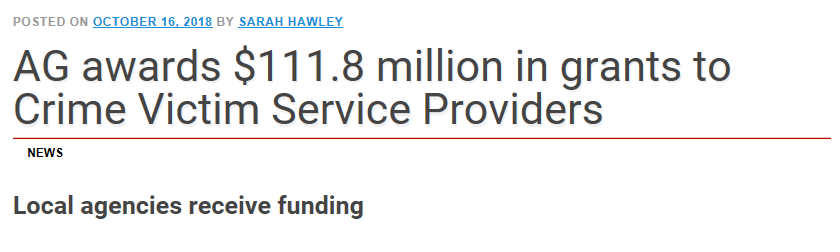 POSTED ON OCTOBER 16, 2018 BY SARAH HAWLEY
AG awards $111.8 million in grants to
Crime Victim Service Providers
NEWS
Local agencies receive funding